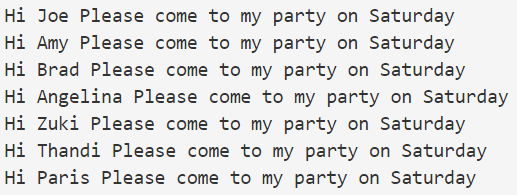 Hi Joe Please come to my party on Saturday
Hi Amy Please come to my party on Saturday
Hi Brad Please come to my party on Saturday
Hi Angelina Please come to my party on Saturday
Hi Zuki Please come to my party on Saturday
Hi Thandi Please come to my party on Saturday
Hi Paris Please come to my party on Saturday